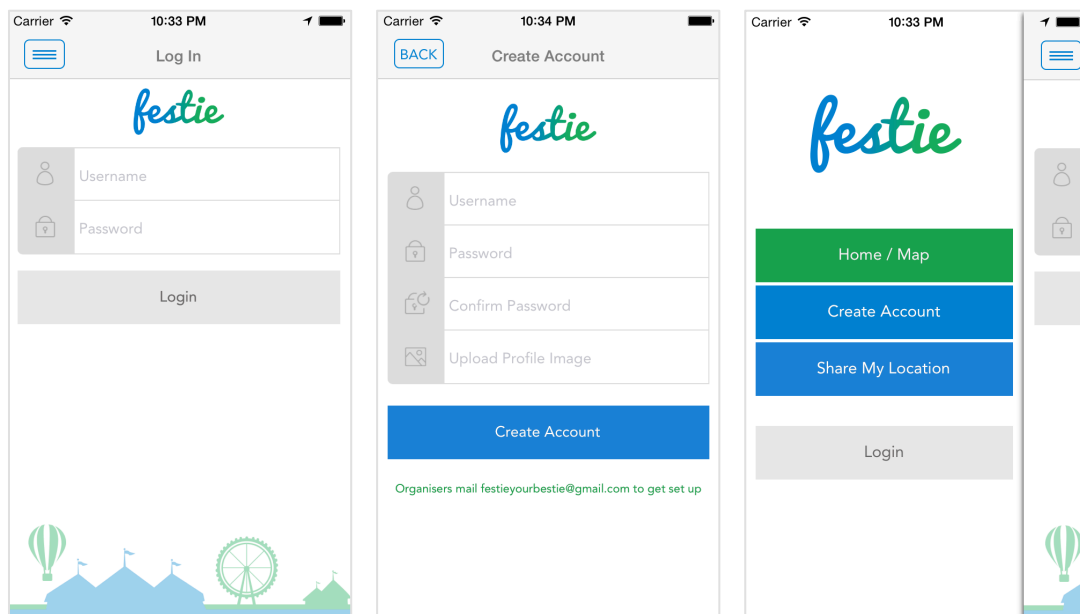 Carrier 10:33 PM
Log In
festie
Username
Password
Login
Carrier 10:34 PM
BACK Create Account
festie
Username
Password
Confirm Password
Upload Profile Image
Create Account
Organisers mail festieyourbestie@gmail.com to get set up
Carrier 10:33 PM
festie
Home / Map
Create Account
Share My Location
Login